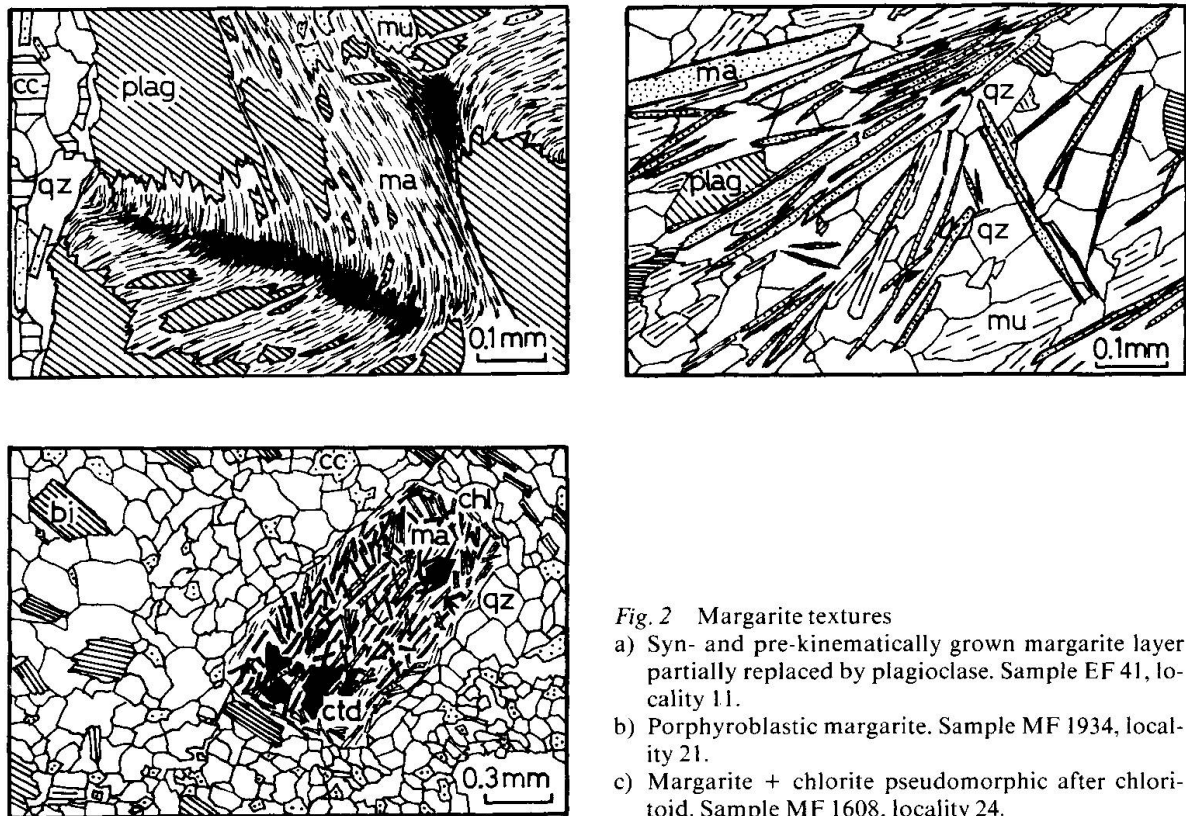 mu
cc
plag
ma
qz
0.1mm
ma
qz
plag
qz
mu
0.1mm
cc
bi
chl
ma
qz
ctd
0.3mm
Fig. 2 Margarite textures
a) Syn- and pre-kinematically grown margarite layer
partially replaced by plagioclase. Sample EF 41, lo-
cality 11.
b) Porphyroblastic margarite. Sample MF 1934, local-
ity 21.
c) Margarite + chlorite pseudomorphic after chlori-
toid. Sample MF 1608, locality 24.